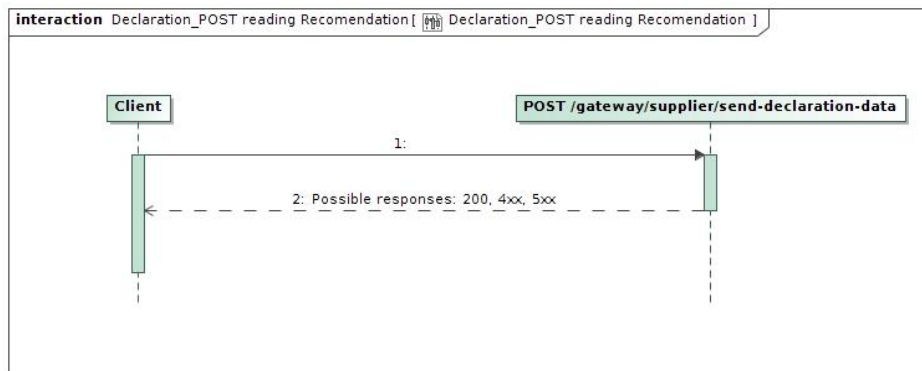 interaction Declaration_POST reading Recomendation[ Declaration_POST reading Recomendation ]
Client
POST /gateway/supplier/send-declaration-data
1:
2: Possible responses: 200, 4xx, 5xx